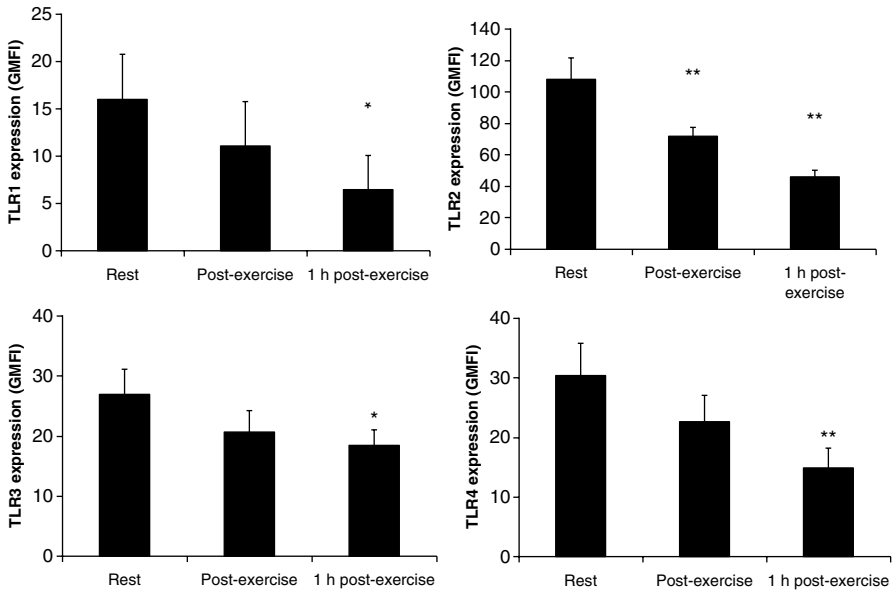 TLR1 expression (GMFI)
25
20
15
10
5
0
*
Rest
Post-exercise
1 h post-exercise
TLR2 expression (GMFI)
140
120
100
80
60
40
20
0
**
**
Rest
Post-exercise
1 h post-
exercise
TLR3 expression (GMFI)
40
30
20
10
0
*
Rest
Post-exercise
1 h post-exercise
TLR4 expression (GMFI)
40
30
20
10
0
**
Rest
Post-exercise
1 h post-exercise